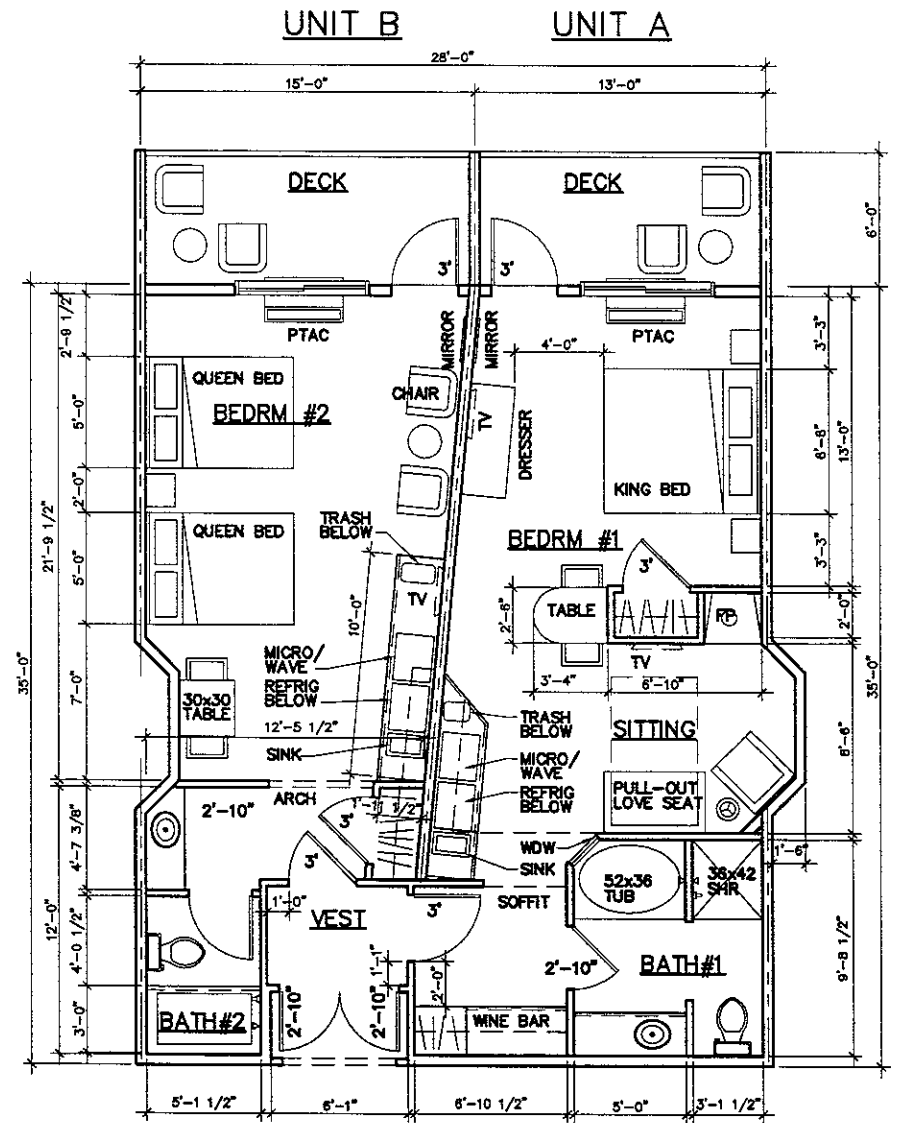 UNIT B
UNIT A
28'-0"
15'-0"
13'-0"
DECK
DECK
6'-0"
3'
3'
PTAC
MIRROR
MIRROR
PTAC
2'-9 1/2"
4'-0"
3'-3"
QUEEN BED
CHAIR
BEDRM #2
TV
DRESSER
5'-0"
6'-8"
13'-0"
KING BED
2'-0"
21'-9 1/2"
TRASH
BELOW
QUEEN BED
BEDRM #1
3'
3'-3"
5'-0"
TV
10'-0"
2'-6"
TABLE
2'-0"
MICRO/
WAVE
TV
35'-0"
35'-0"
REFRIG
BELOW
3'-4"
6'-10"
7'-0"
30x30
TABLE
12'-5 1/2"
TRASH
BELOW
SITTING
6'-6"
SINK
MICRO/
WAVE
ARCH
PULL-OUT
LOVE SEAT
2'-10"
REFRIG
BELOW
3'
WDW
1'-6"
4'-7 3/8"
3'
SINK
52x36
TUB
36x42
SHR
SOFFIT
1'-0"
VEST
3'
12'-0"
4'-0 1/2"
1'-1"
2'-0"
2'-10"
BATH#1
9'-8 1/2"
3'-0"
BATH#2
2'-10"
2'-10"
WINE BAR
5'-1 1/2"
6'-1"
6'-10 1/2"
5'-0"
3'-1 1/2"